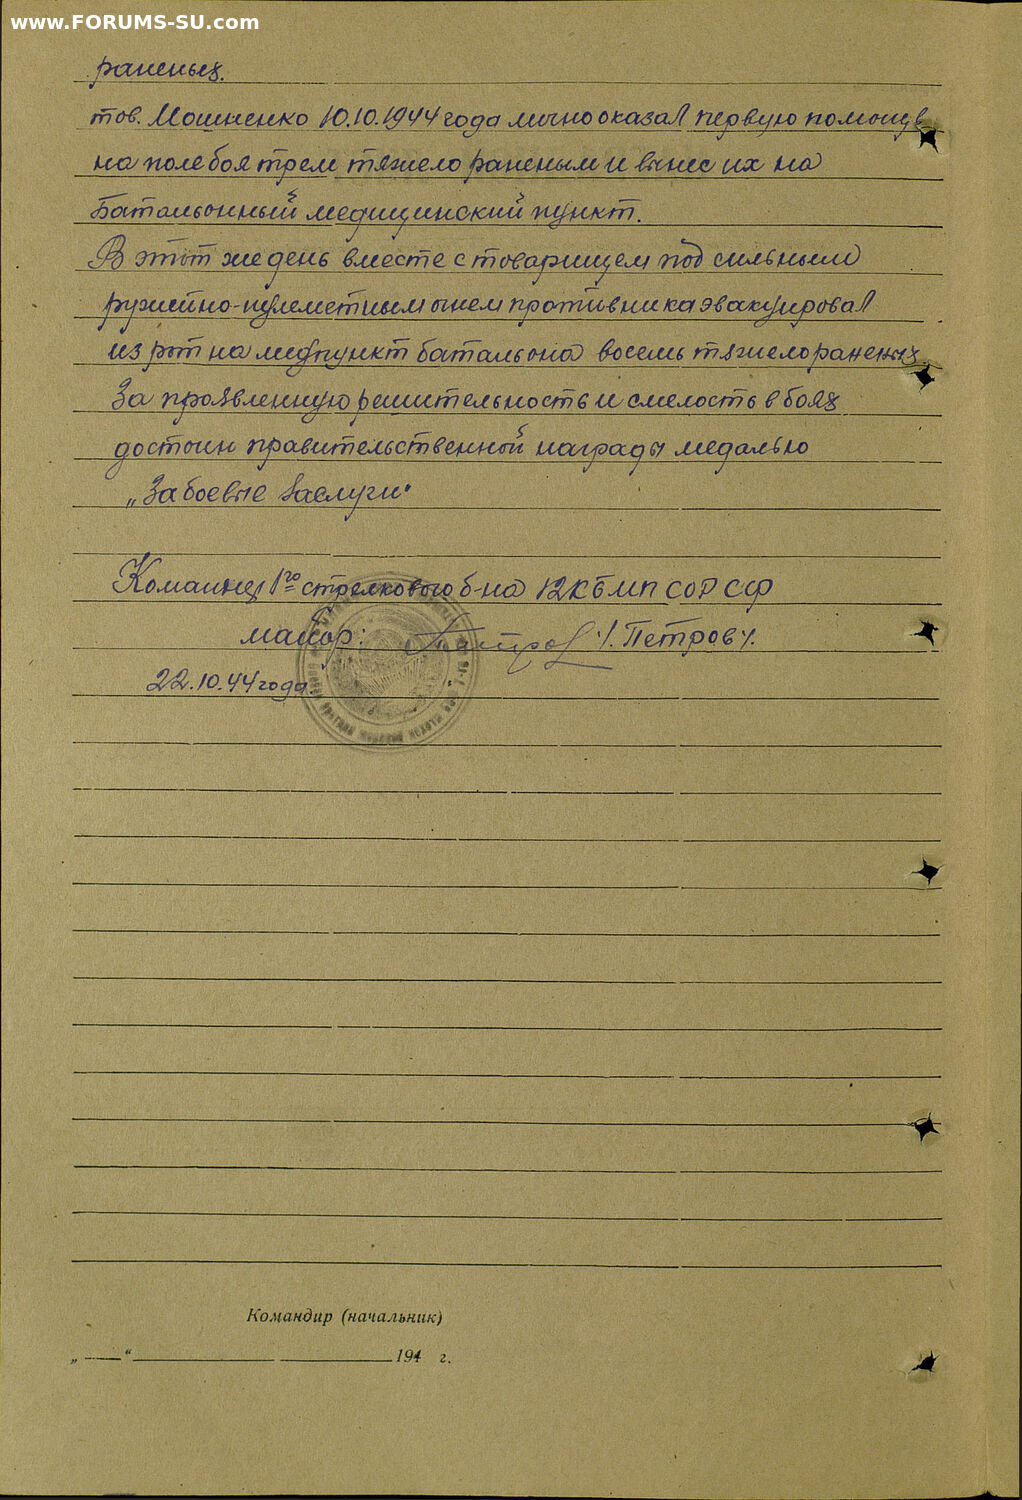 www.FORUMS-SU.com
раненых.
тов. Мошненко 10.10.1944 года лично оказал первую помощь
на поле боя трем тяжело раненым и вынес их на
Батальонный медицинский пункт.
В этот же день вместе с товарищем под сильным
ружейно-пулеметным огнем противника эвакуировал
из рот на медпункт батальона восемь тяжело раненых.
За проявленную решительность и смелость в боях
достоин правительственной награды медалью
„За боевые заслуги"
Командир 1го стрелкового б-на 12КБМП СОР СФ
майор: /. Петров /.
22.10.44 года.
Командир (начальник)
„ “ 194 г.